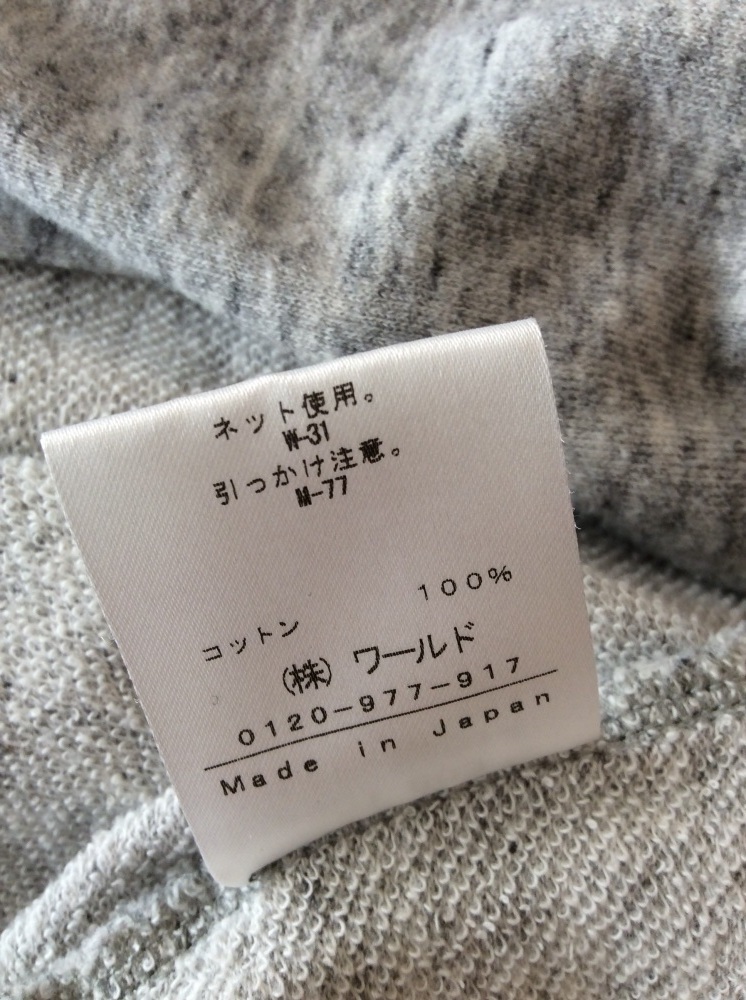 ネット使用。
W-31
引っかけ注意。
M-77
コットン 100%
(株) ワールド
0120-977-917
Made in Japan